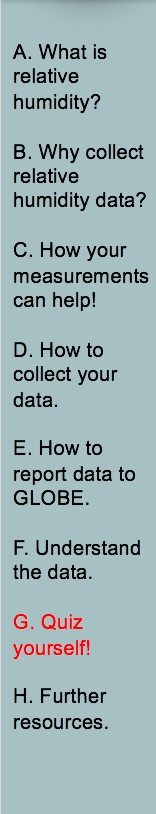 A. What is
relative
humidity?
B. Why collect
relative
humidity data?
C. How your
measurements
can help!
D. How to
collect your
data.
E. How to
report data to
GLOBE.
F. Understand
the data.
G. Quiz
yourself!
H. Further
resources.